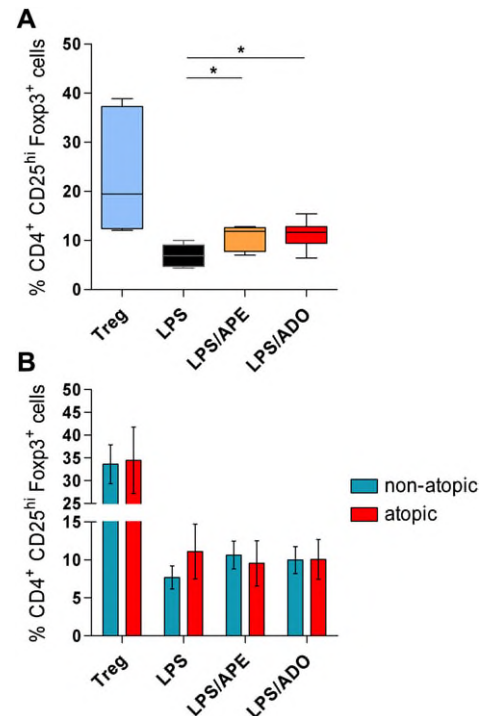 A
% CD4+ CD25hi Foxp3+ cells
50
40
30
20
10
0
*
*
Treg
LPS
LPS/APE
LPS/ADO
B
% CD4+ CD25hi Foxp3+ cells
50
45
40
35
30
25
15
10
5
0
Treg
LPS
LPS/APE
LPS/ADO
non-atopic
atopic